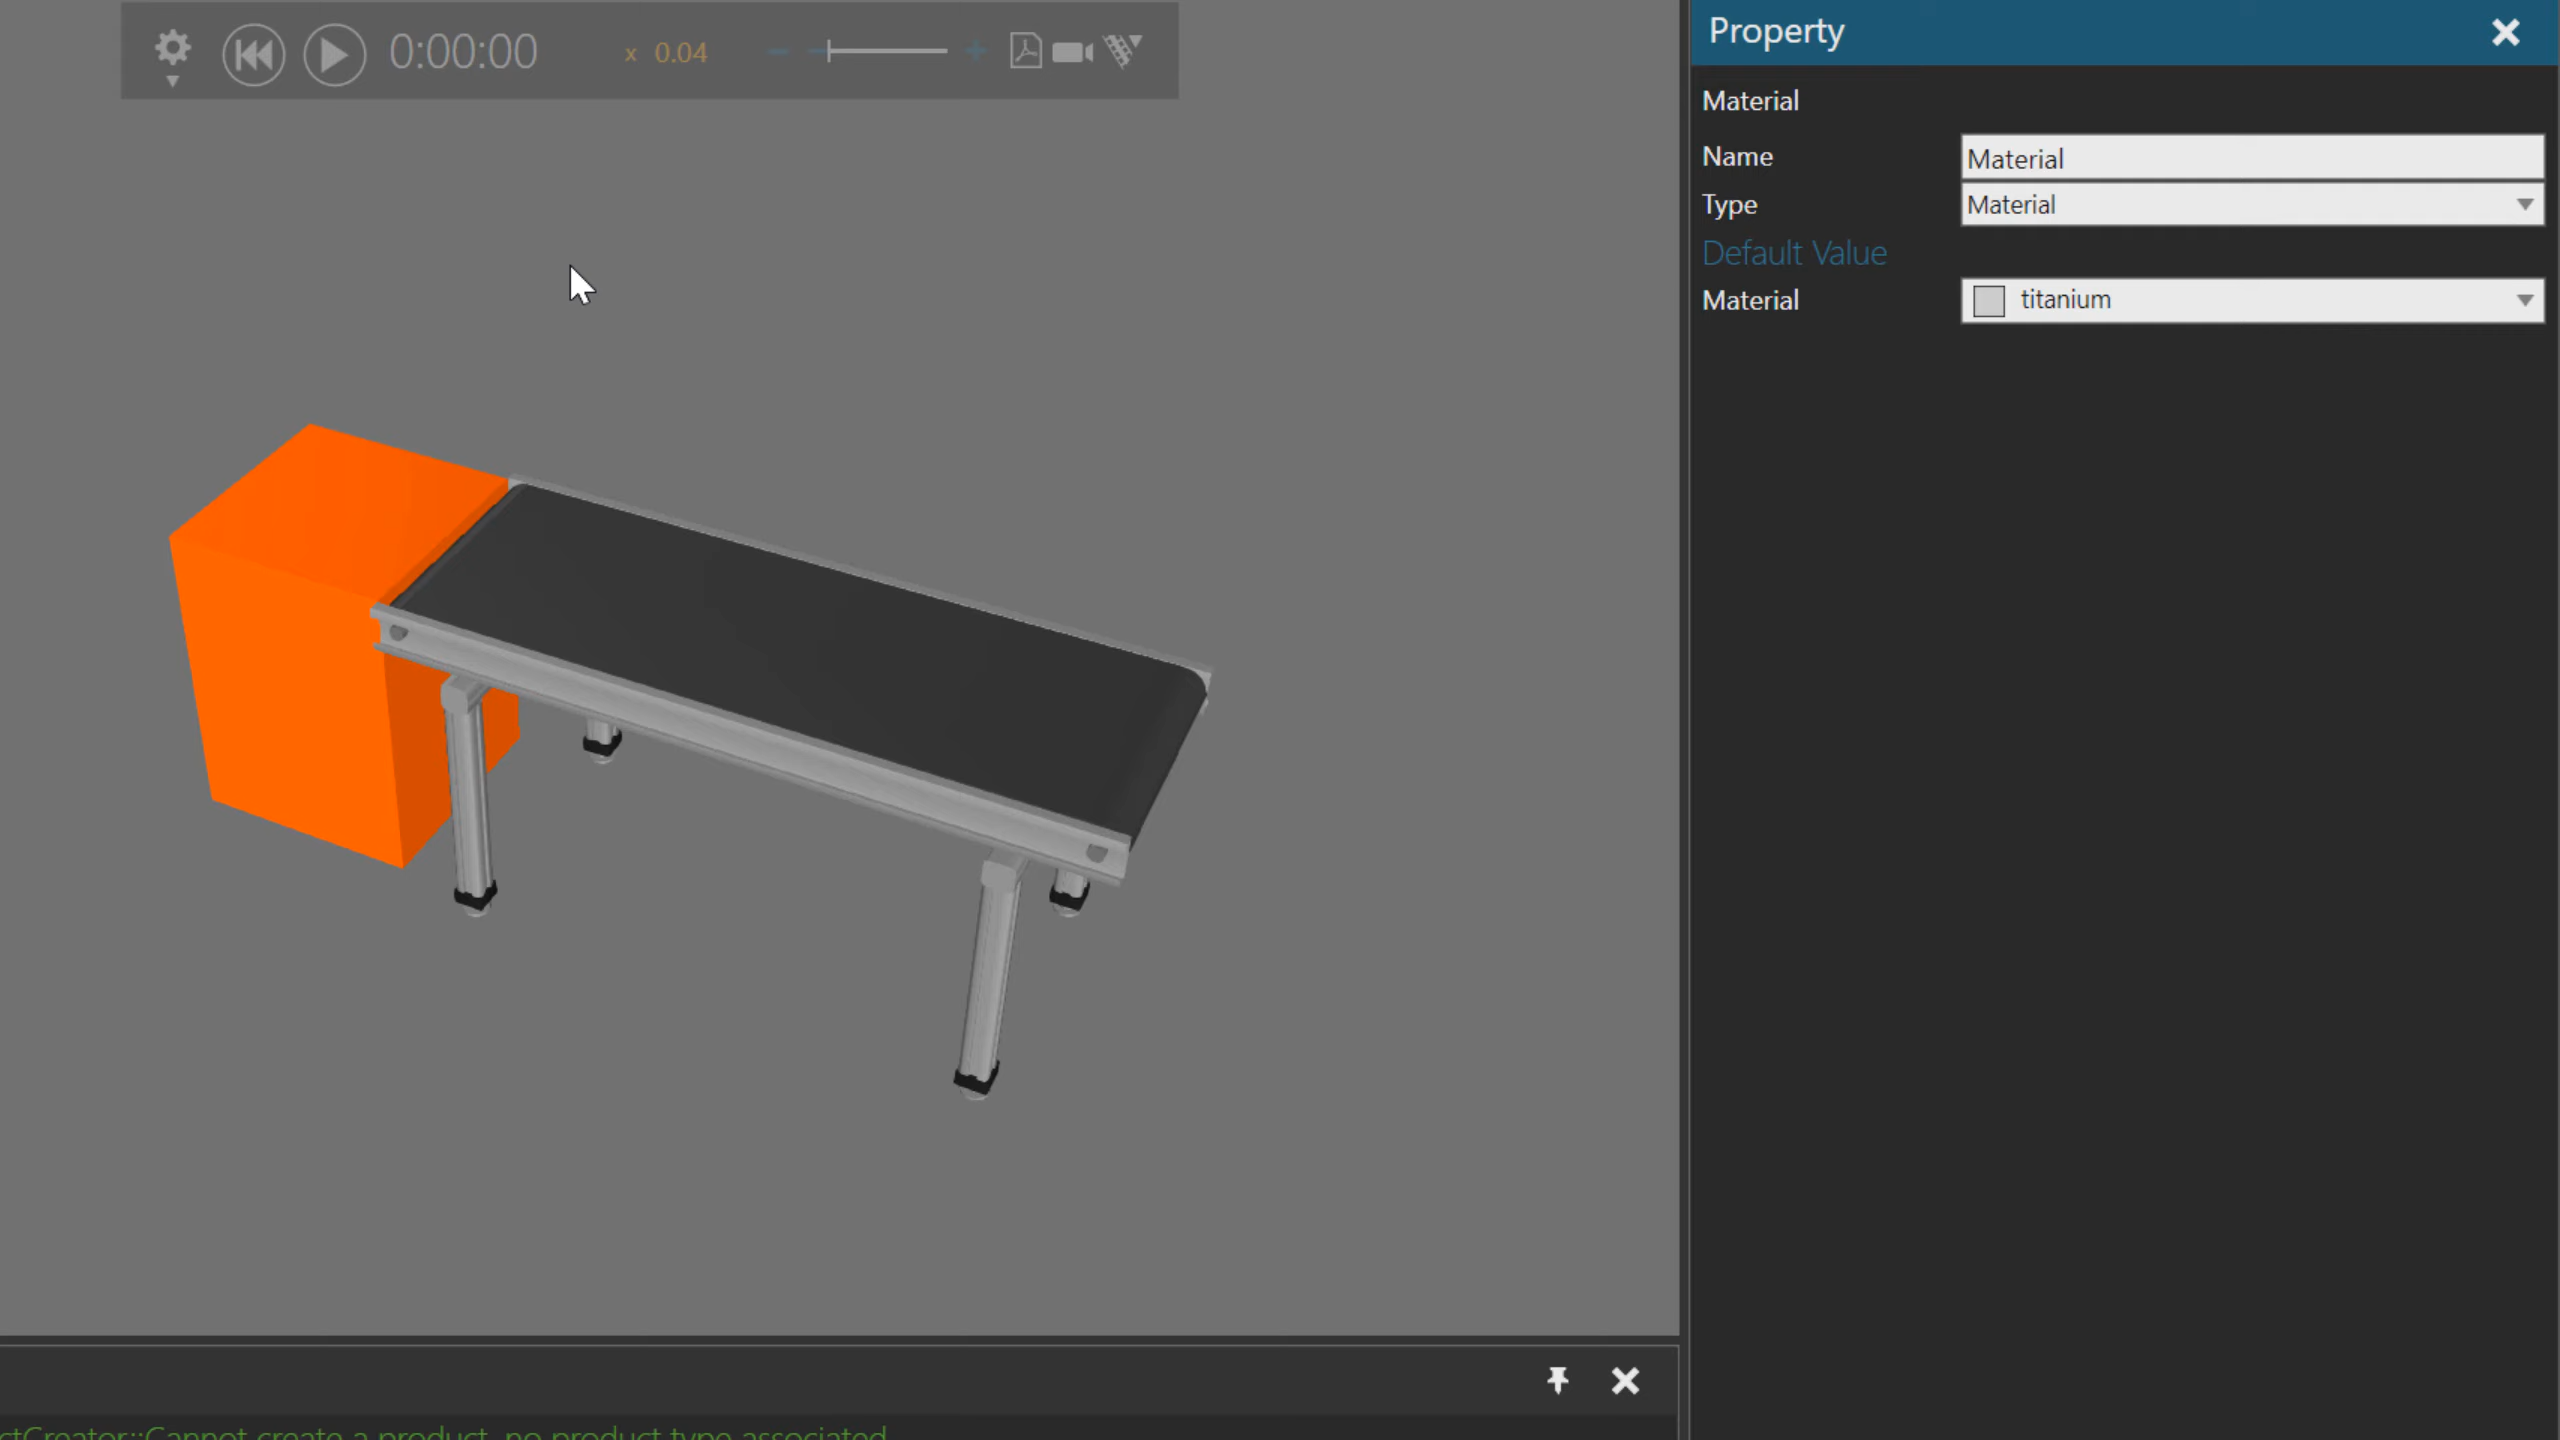 0:00:00
x 0.04
Property
Material
Name
Material
Type
Material
Default Value
Material
titanium
ctCreator::Cannot create a product, no product type associated